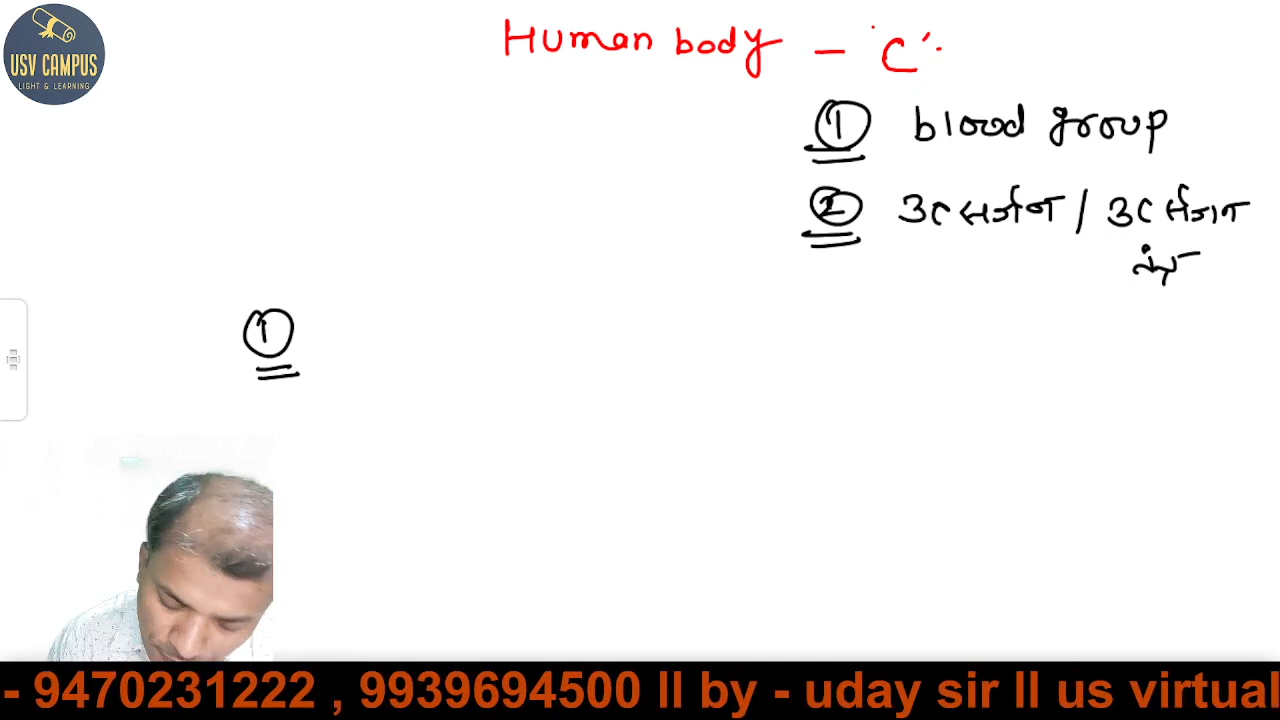 USV CAMPUS
LIGHT & LEARNING
Human body - 'C'
① blood group
② उत्सर्जन / उत्सर्जन
तंत्र
①
- 9470231222 , 9939694500 ll by - uday sir ll us virtual